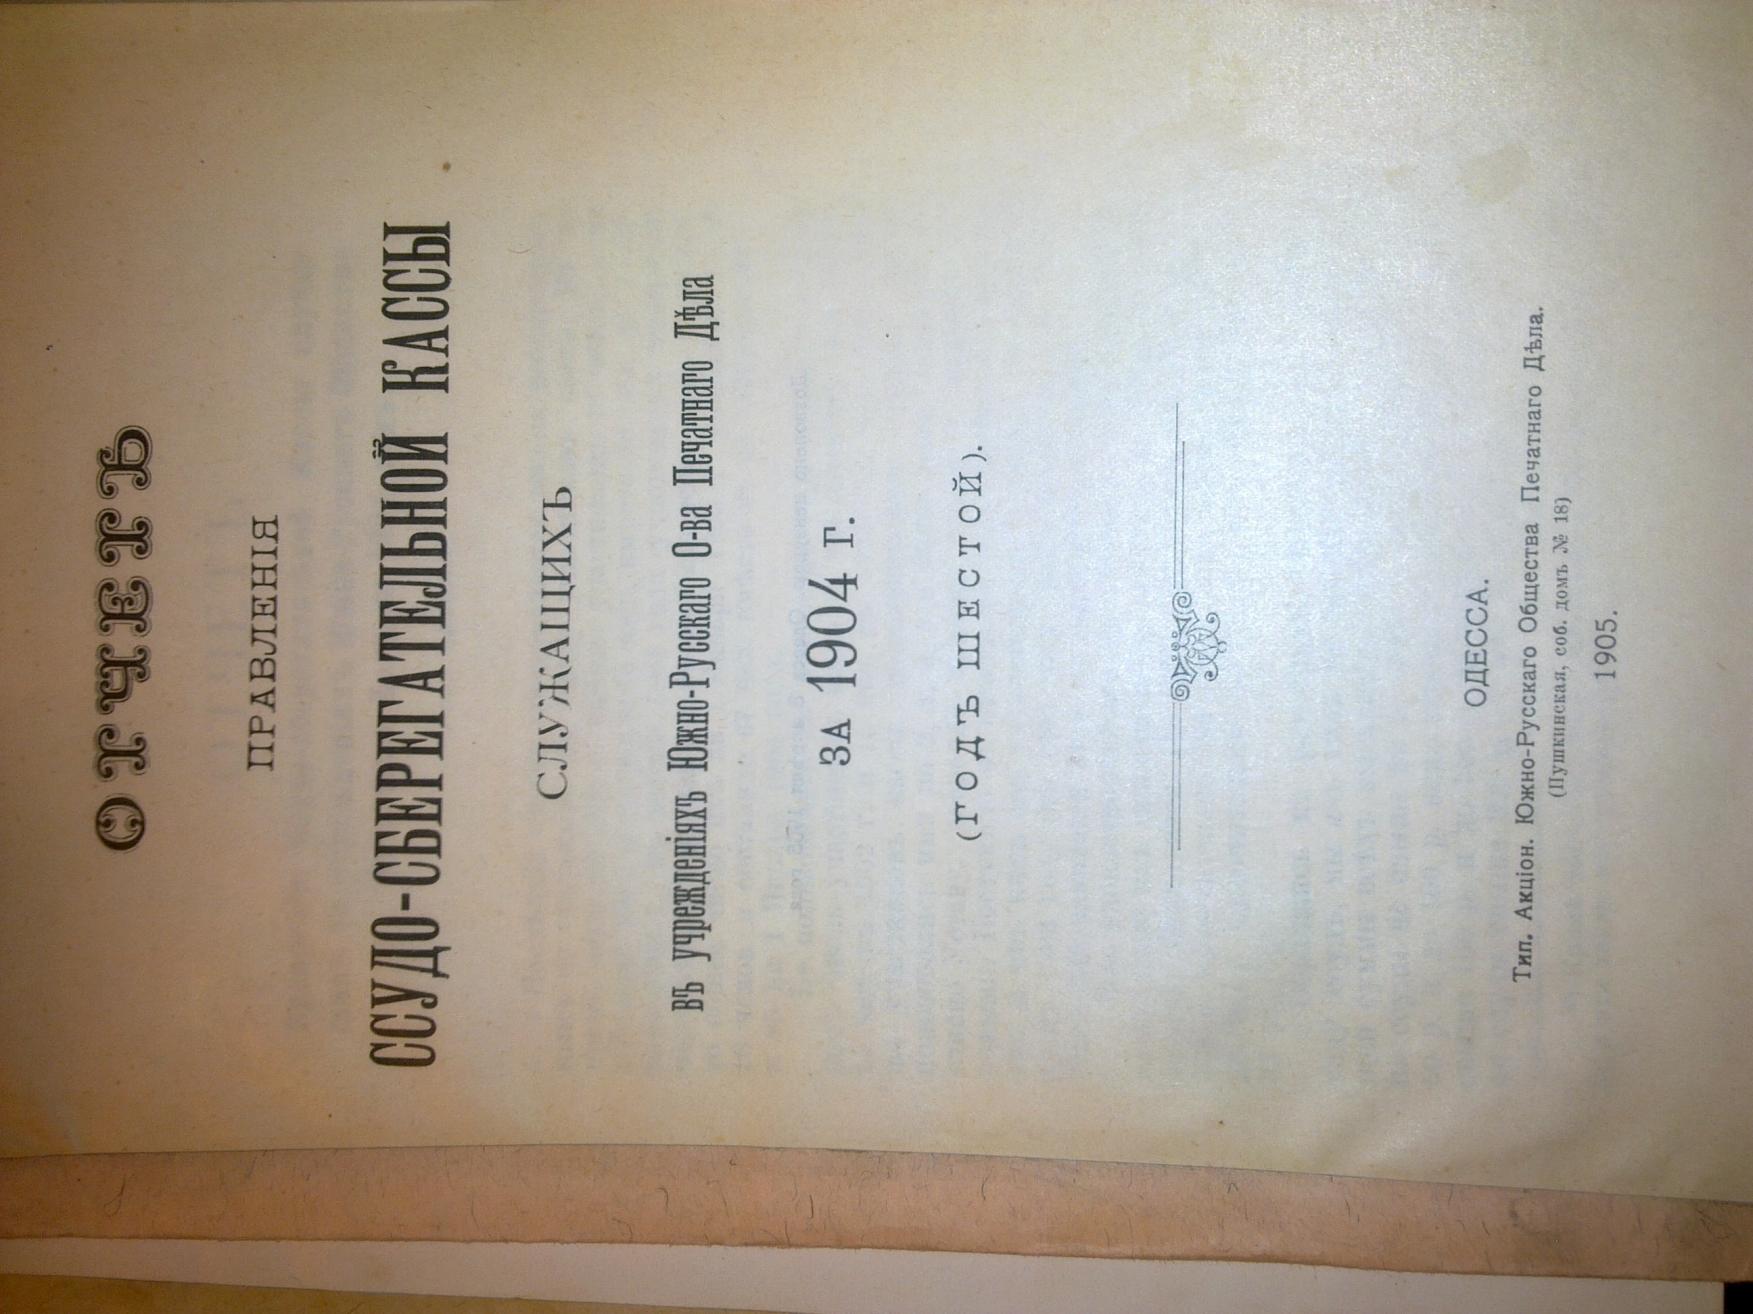 ОТЧЕТЪ
ПРАВЛЕНІЯ
ССУДО-СБЕРЕГАТЕЛЬНОЙ КАССЫ
СЛУЖАЩИХЪ
въ учрежденіяхъ Южно-Русскаго О-ва Печатнаго Дѣла
ЗА 1904 Г.
(ГОДЪ ШЕСТОЙ).
ОДЕССА.
Тип. Акціон. Южно-Русскаго Общества Печатнаго Дѣла.
(Пушкинская, соб. домъ № 18)
1905.